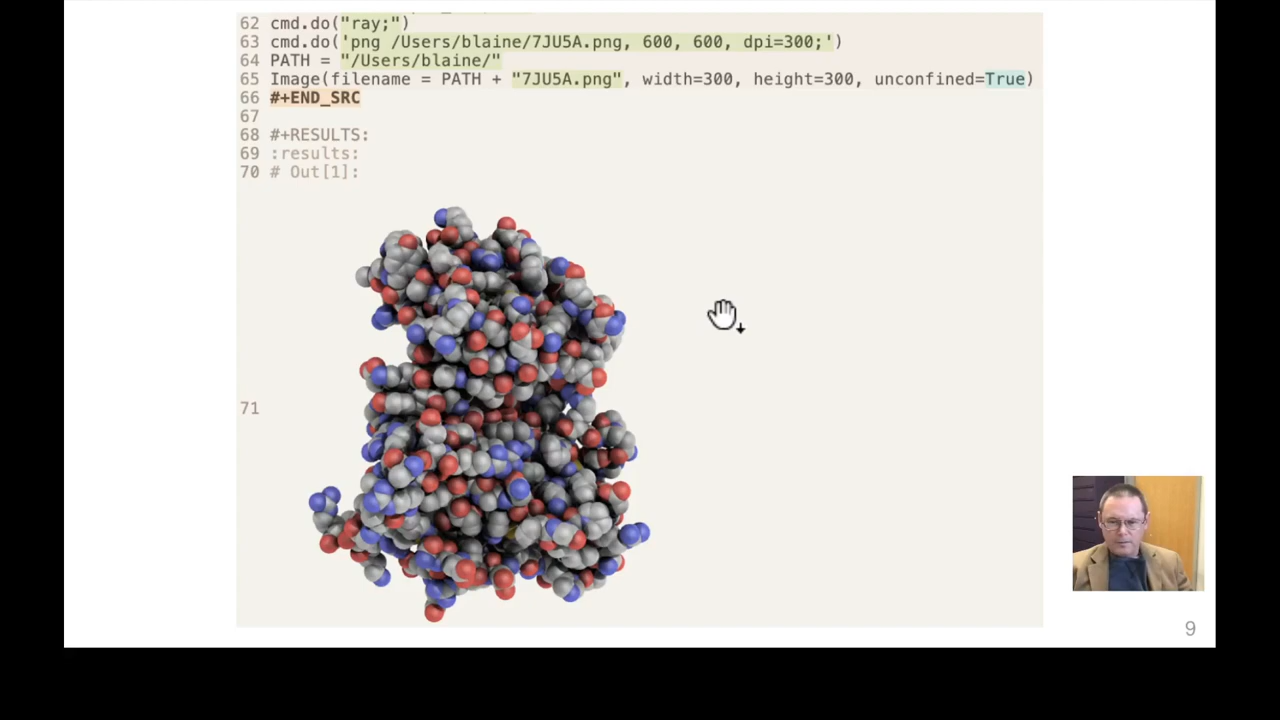 62 cmd.do("ray;")
63 cmd.do('png /Users/blaine/7JU5A.png, 600, 600, dpi=300;')
64 PATH = "/Users/blaine/"
65 Image(filename = PATH + "7JU5A.png", width=300, height=300, unconfined=True)
66 #+END_SRC
67
68 #+RESULTS:
69 :results:
70 # Out[1]:
71
9